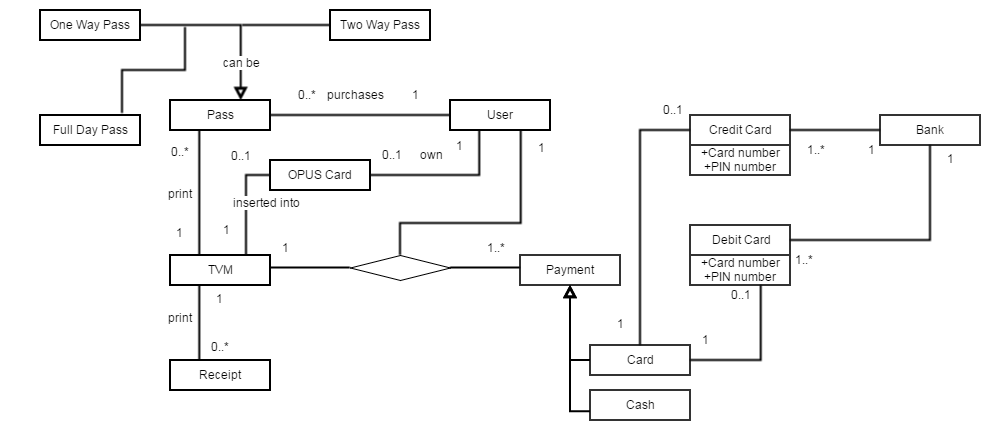 One Way Pass
Two Way Pass
can be
Full Day Pass
Pass
0..*
purchases
1
User
0..*
0..1
OPUS Card
0..1
own
1
1
print
inserted into
1
1
TVM
1
1..*
Payment
1
print
0..*
Receipt
0..1
Credit Card
+Card number
+PIN number
1..*
1
Bank
1
Debit Card
+Card number
+PIN number
1..*
0..1
1
1
Card
Cash